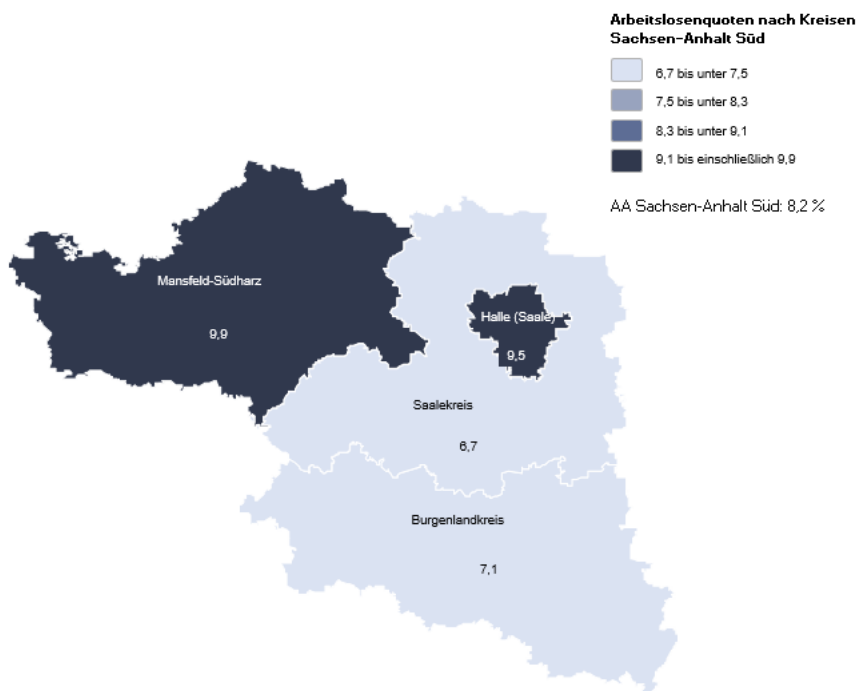 Arbeitslosenquoten nach Kreisen
Sachsen-Anhalt Süd
6,7 bis unter 7,5
7,5 bis unter 8,3
8,3 bis unter 9,1
9,1 bis einschließlich 9,9
AA Sachsen-Anhalt Süd: 8,2 %
Mansfeld-Südharz
9,9
Halle (Saale)
9,5
Saalekreis
6,7
Burgenlandkreis
7,1